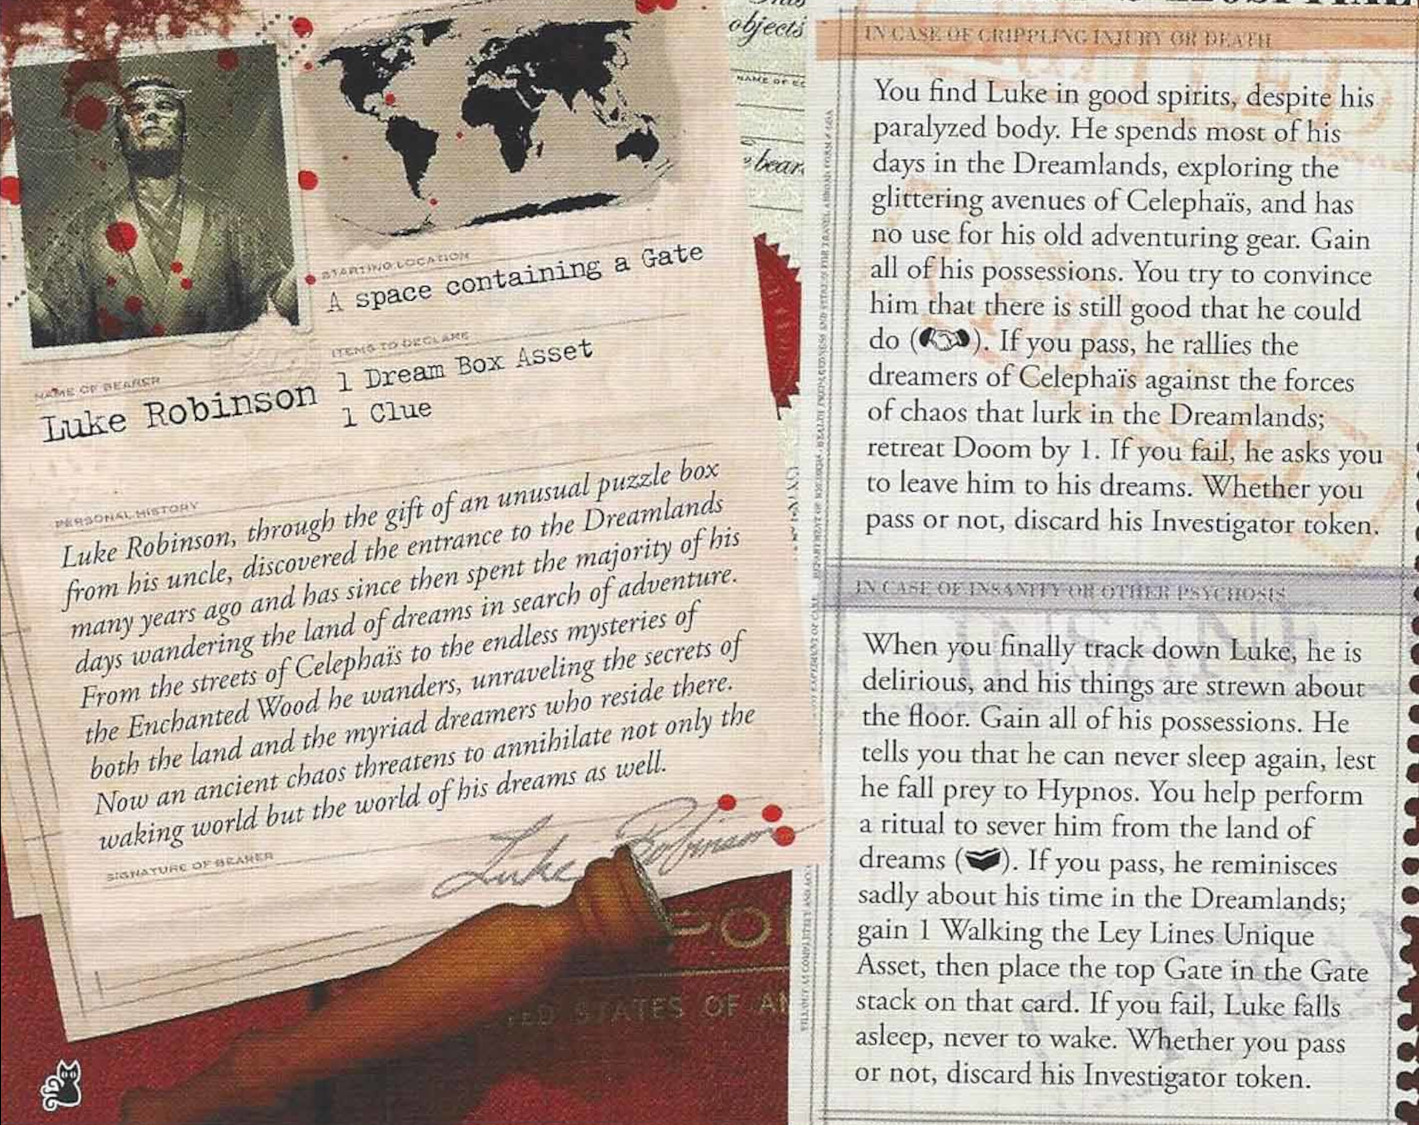 STARTING LOCATION
A space containing a Gate
ITEMS TO DECLARE
1 Dream Box Asset
1 Clue
NAME OF BEARER
Luke Robinson
PERSONAL HISTORY
Luke Robinson, through the gift of an unusual puzzle box
from his uncle, discovered the entrance to the Dreamlands
many years ago and has since then spent the majority of his
days wandering the land of dreams in search of adventure.
From the streets of Celephaïs to the endless mysteries of
the Enchanted Wood he wanders, unraveling the secrets of
both the land and the myriad dreamers who reside there.
Now an ancient chaos threatens to annihilate not only the
waking world but the world of his dreams as well.
SIGNATURE OF BEARER
Luke Robinson
STATES OF
objects
NAME OF
bear
IN CASE OF CRIPPLING INJURY OR DEATH
You find Luke in good spirits, despite his
paralyzed body. He spends most of his
days in the Dreamlands, exploring the
glittering avenues of Celephaïs, and has
no use for his old adventuring gear. Gain
all of his possessions. You try to convince
him that there is still good that he could
do ( ). If you pass, he rallies the
dreamers of Celephaïs against the forces
of chaos that lurk in the Dreamlands;
retreat Doom by 1. If you fail, he asks you
to leave him to his dreams. Whether you
pass or not, discard his Investigator token.
IN CASE OF INSANITY OR OTHER PSYCHOSIS
When you finally track down Luke, he is
delirious, and his things are strewn about
the floor. Gain all of his possessions. He
tells you that he can never sleep again, lest
he fall prey to Hypnos. You help perform
a ritual to sever him from the land of
dreams ( ). If you pass, he reminisces
sadly about his time in the Dreamlands;
gain 1 Walking the Ley Lines Unique
Asset, then place the top Gate in the Gate
stack on that card. If you fail, Luke falls
asleep, never to wake. Whether you pass
or not, discard his Investigator token.